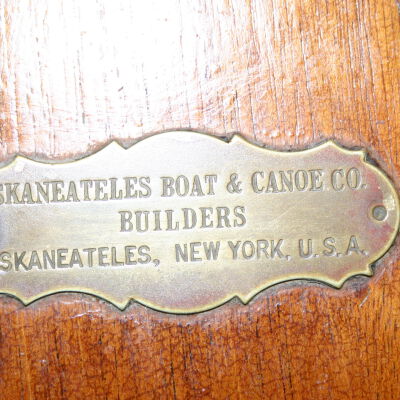 SKANEATELES BOAT & CANOE CO.
BUILDERS
SKANEATELES, NEW YORK, U.S.A.